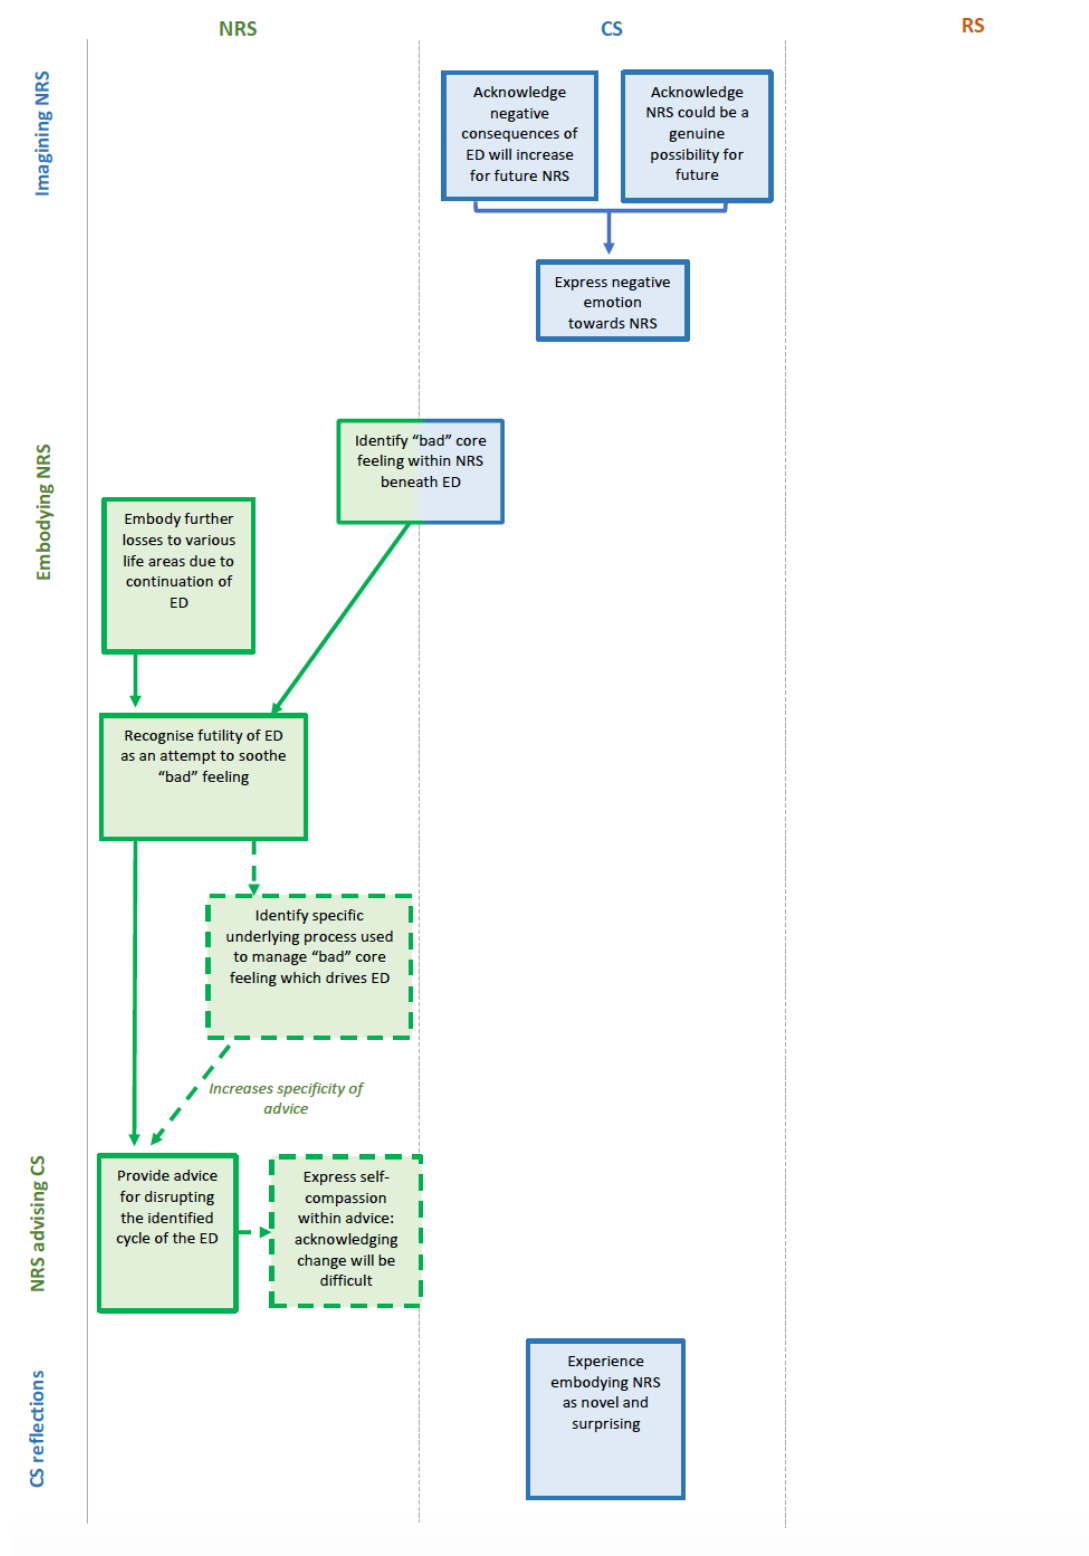 NRS
CS
RS
Imagining NRS
Acknowledge
negative
consequences of
ED will increase
for future NRS
Acknowledge
NRS could be a
genuine
possibility for
future
Express negative
emotion
towards NRS
Embodying NRS
Identify “bad” core
feeling within NRS
beneath ED
Embody further
losses to various
life areas due to
continuation of
ED
Recognise futility of ED
as an attempt to soothe
“bad” feeling
Identify specific
underlying process used
to manage “bad” core
feeling which drives ED
Increases specificity of
advice
NRS advising CS
Provide advice
for disrupting
the identified
cycle of the ED
Express self-
compassion
within advice:
acknowledging
change will be
difficult
CS reflections
Experience
embodying NRS
as novel and
surprising